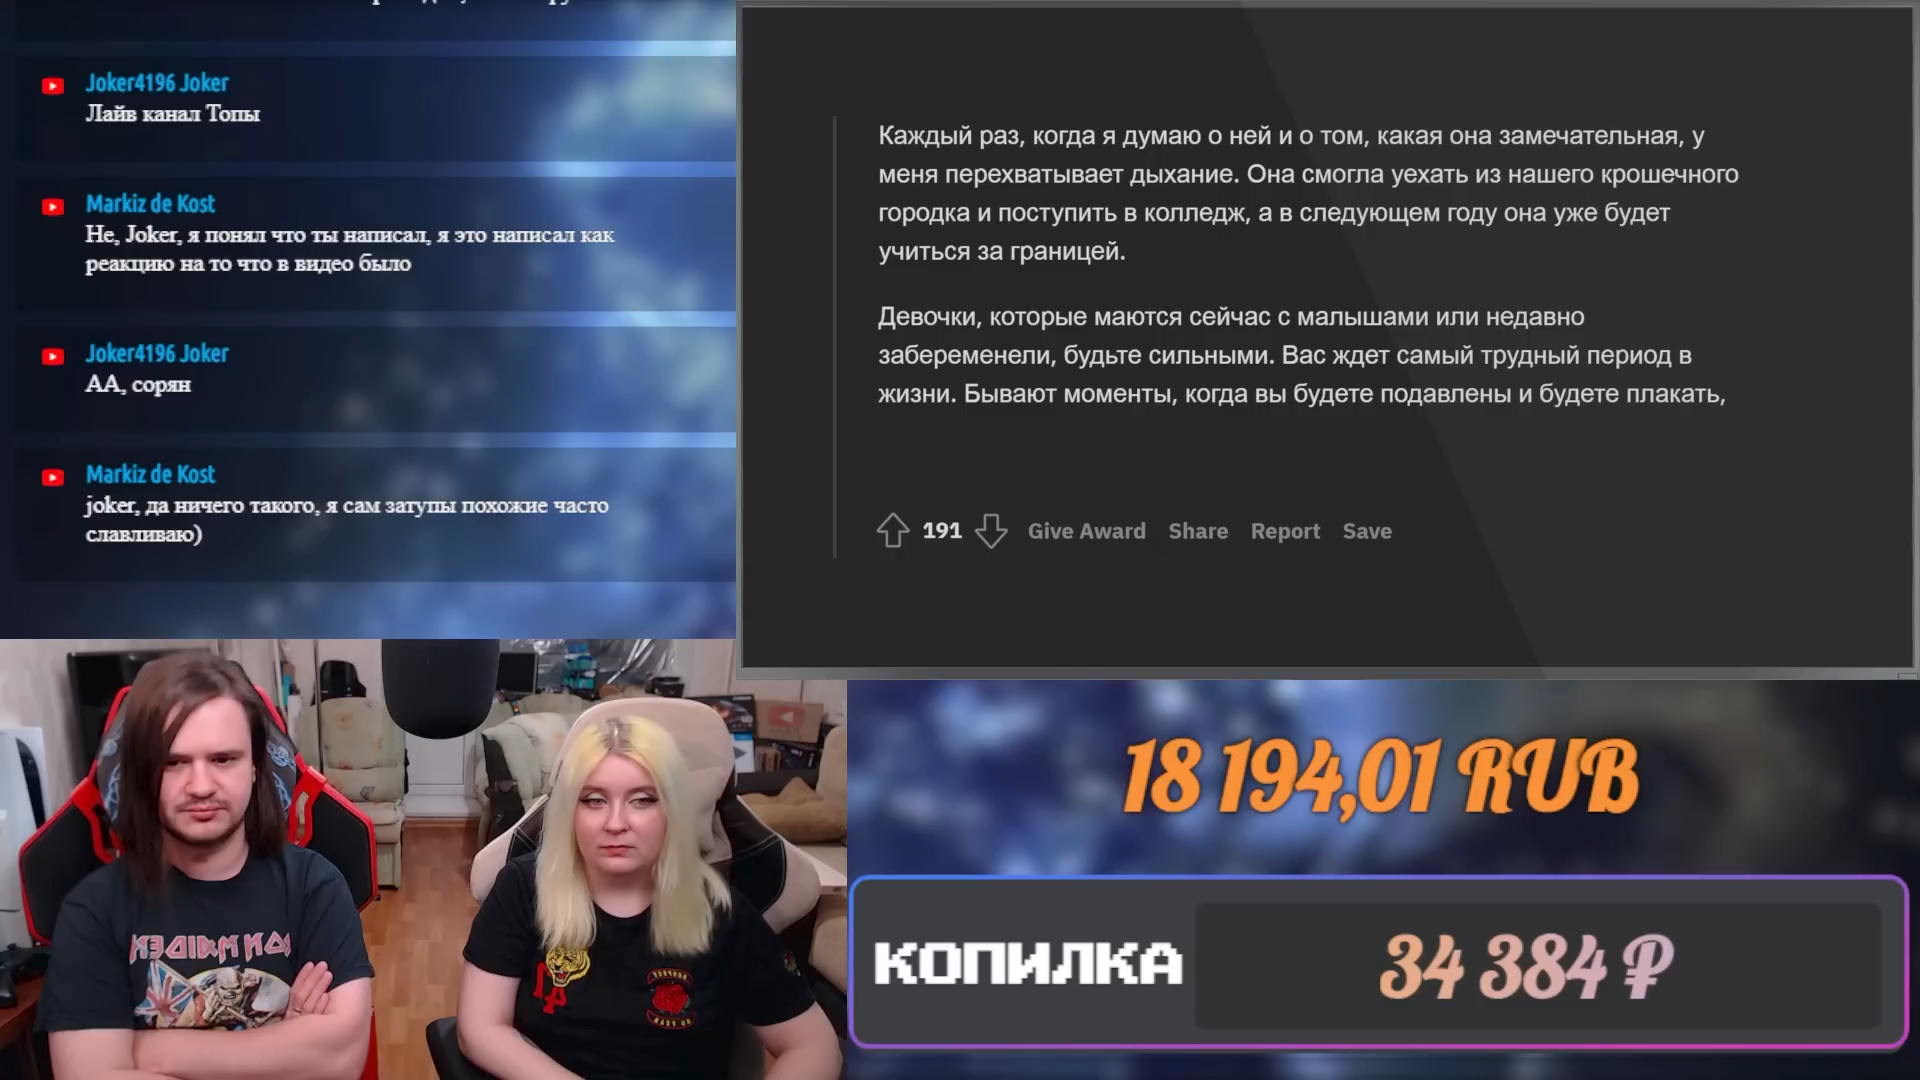 Joker4196 Joker
Лайв канал Топы
Markiz de Kost
Не, Joker, я понял что ты написал, я это написал как
реакцию на то что в видео было
Joker4196 Joker
АА, сорян
Markiz de Kost
joker, да ничего такого, я сам затупы похожие часто
славливаю)
Каждый раз, когда я думаю о ней и о том, какая она замечательная, у
меня перехватывает дыхание. Она смогла уехать из нашего крошечного
городка и поступить в колледж, а в следующем году она уже будет
учиться за границей.
Девочки, которые маются сейчас с малышами или недавно
забеременели, будьте сильными. Вас ждет самый трудный период в
жизни. Бывают моменты, когда вы будете подавлены и будете плакать,
191 Give Award Share Report Save
IRON MAIDEN
18 194,01 RUB
КОПИЛКА
34 384 ₽